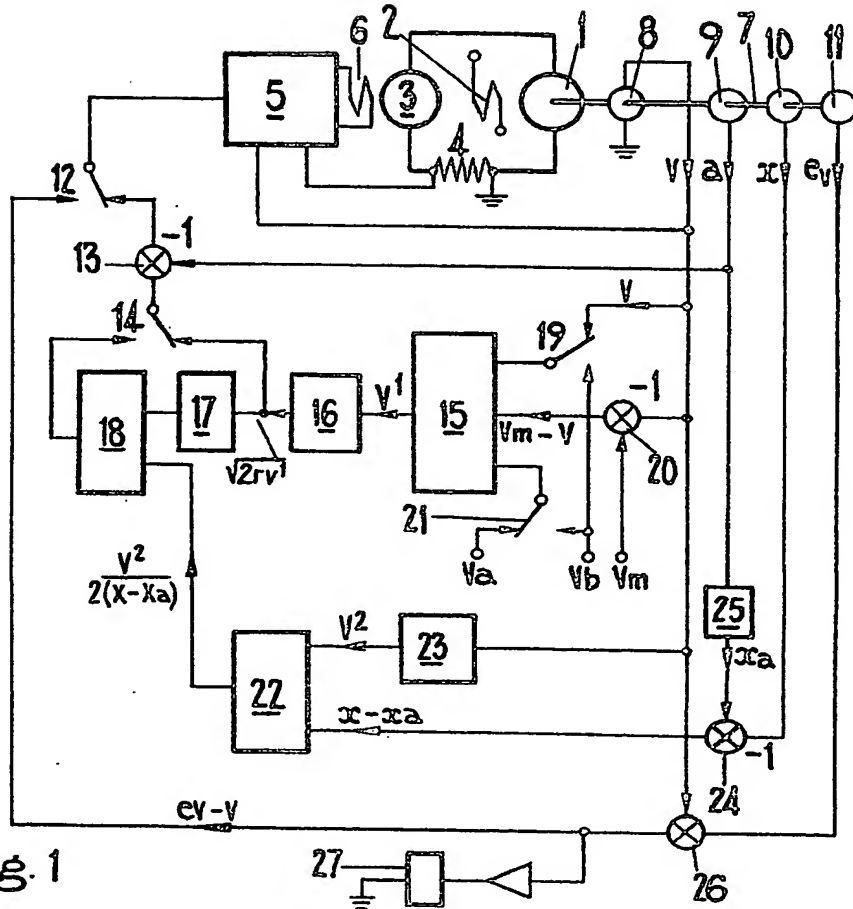 6
2
1
8
9
7
10
11
5
3
4
V
a
x
ev
12
-1
13
14
19
V
18
17
16
V1
15
Vm-V
-1
20
√2rv1
21
Va
Vb
Vm
V2
2(X-Xa)
25
xa
22
V2
23
x-xa
-1
24
eV-V
26
g. 1
27